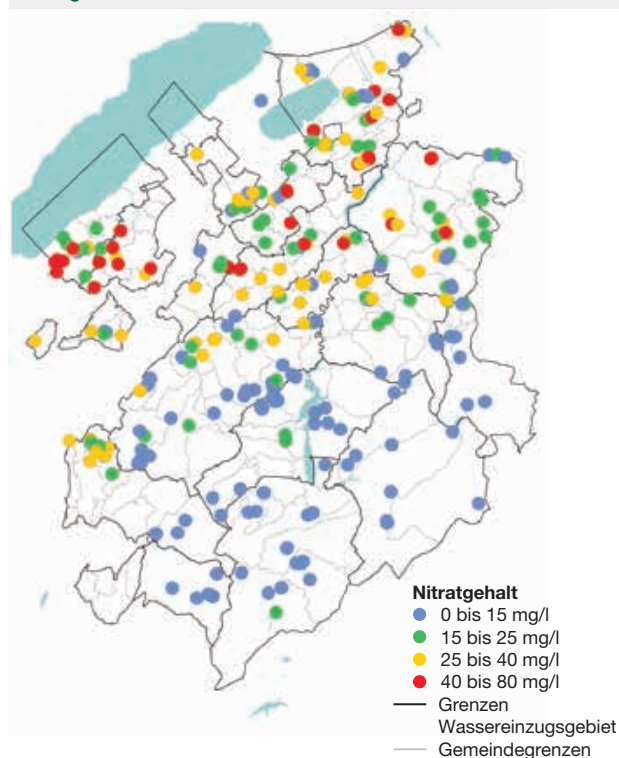 Nitratgehalt
0 bis 15 mg/l
15 bis 25 mg/l
25 bis 40 mg/l
40 bis 80 mg/l
Grenzen
Wassereinzugsgebiet
Gemeindegrenzen